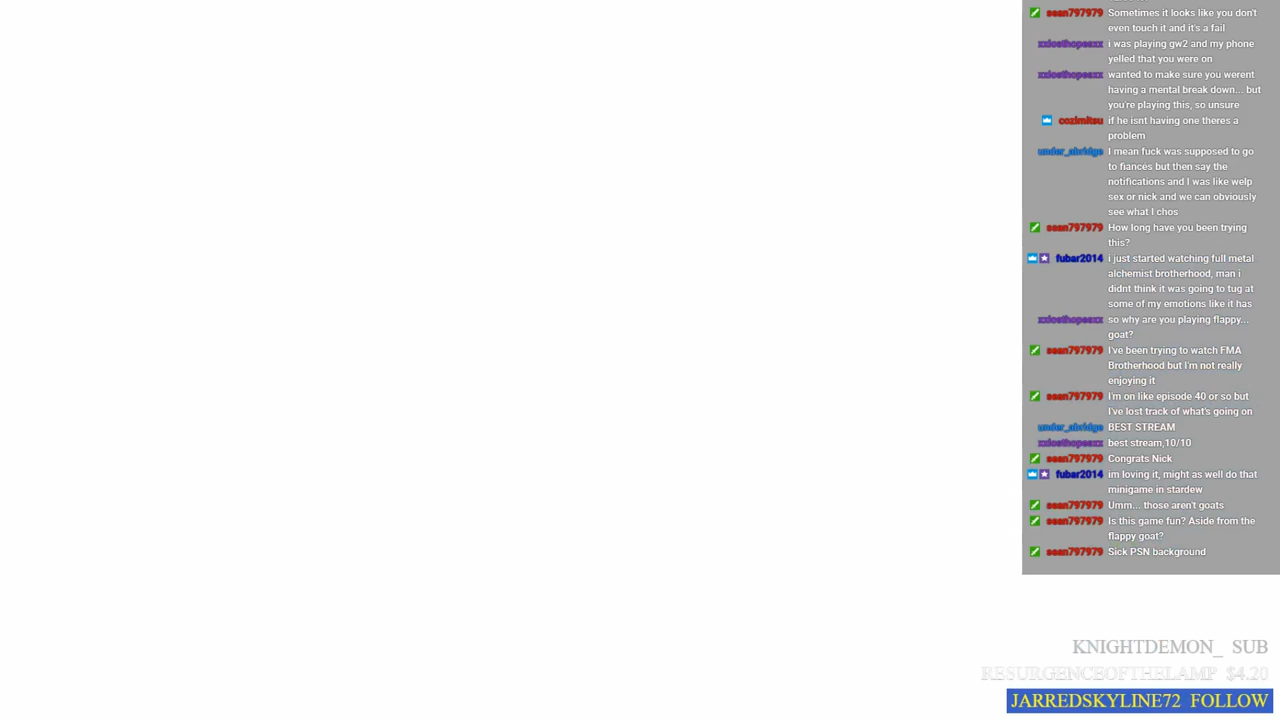 sean797979 Sometimes it looks like you don't
even touch it and it's a fail
xxlosthopesxx i was playing gw2 and my phone
yelled that you were on
xxlosthopesxx wanted to make sure you werent
having a mental break down... but
you're playing this, so unsure
cozimitsu if he isnt having one theres a
problem
under_abridge I mean fuck was supposed to go
to fiances but then say the
notifications and I was like welp
sex or nick and we can obviously
see what I chos
sean797979 How long have you been trying
this?
fubar2014 i just started watching full metal
alchemist brotherhood, man i
didnt think it was going to tug at
some of my emotions like it has
xxlosthopesxx so why are you playing flappy...
goat?
sean797979 I've been trying to watch FMA
Brotherhood but I'm not really
enjoying it
sean797979 I'm on like episode 40 or so but
I've lost track of what's going on
under_abridge BEST STREAM
xxlosthopesxx best stream,10/10
sean797979 Congrats Nick
fubar2014 im loving it, might as well do that
minigame in stardew
sean797979 Umm... those aren't goats
sean797979 Is this game fun? Aside from the
flappy goat?
sean797979 Sick PSN background
KNIGHTDEMON_ SUB
RESURGENCEOFTHELAMP $4.20
JARREDSKYLINE72 FOLLOW